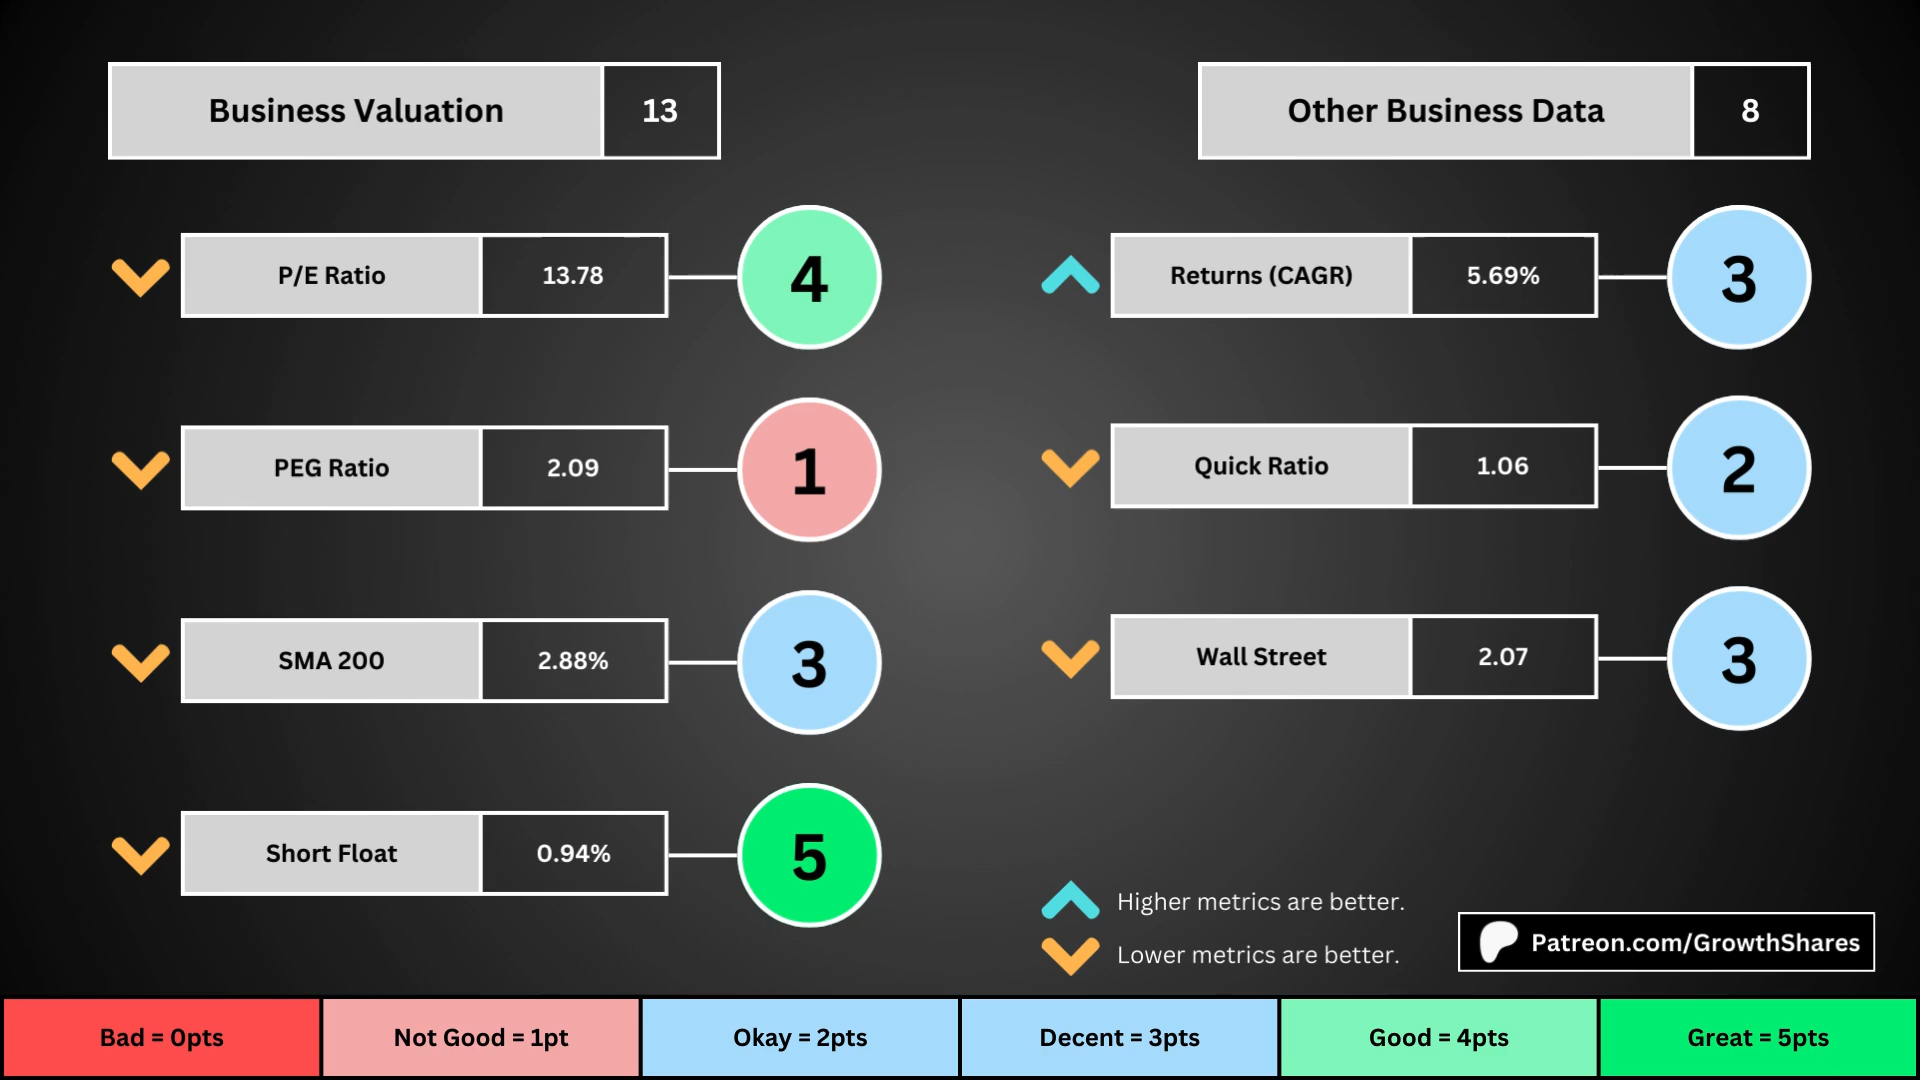 Business Valuation 13
P/E Ratio 13.78 4
PEG Ratio 2.09 1
SMA 200 2.88% 3
Short Float 0.94% 5
Other Business Data 8
Returns (CAGR) 5.69% 3
Quick Ratio 1.06 2
Wall Street 2.07 3
Higher metrics are better.
Lower metrics are better.
Patreon.com/GrowthShares
Bad = 0pts
Not Good = 1pt
Okay = 2pts
Decent = 3pts
Good = 4pts
Great = 5pts